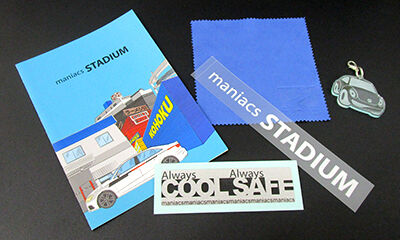 maniacs STADIUM
KOHOKU
maniacs STADIUM
Always Always
COOL SAFE
maniacsmaniacsmaniacsmaniacsmaniacs